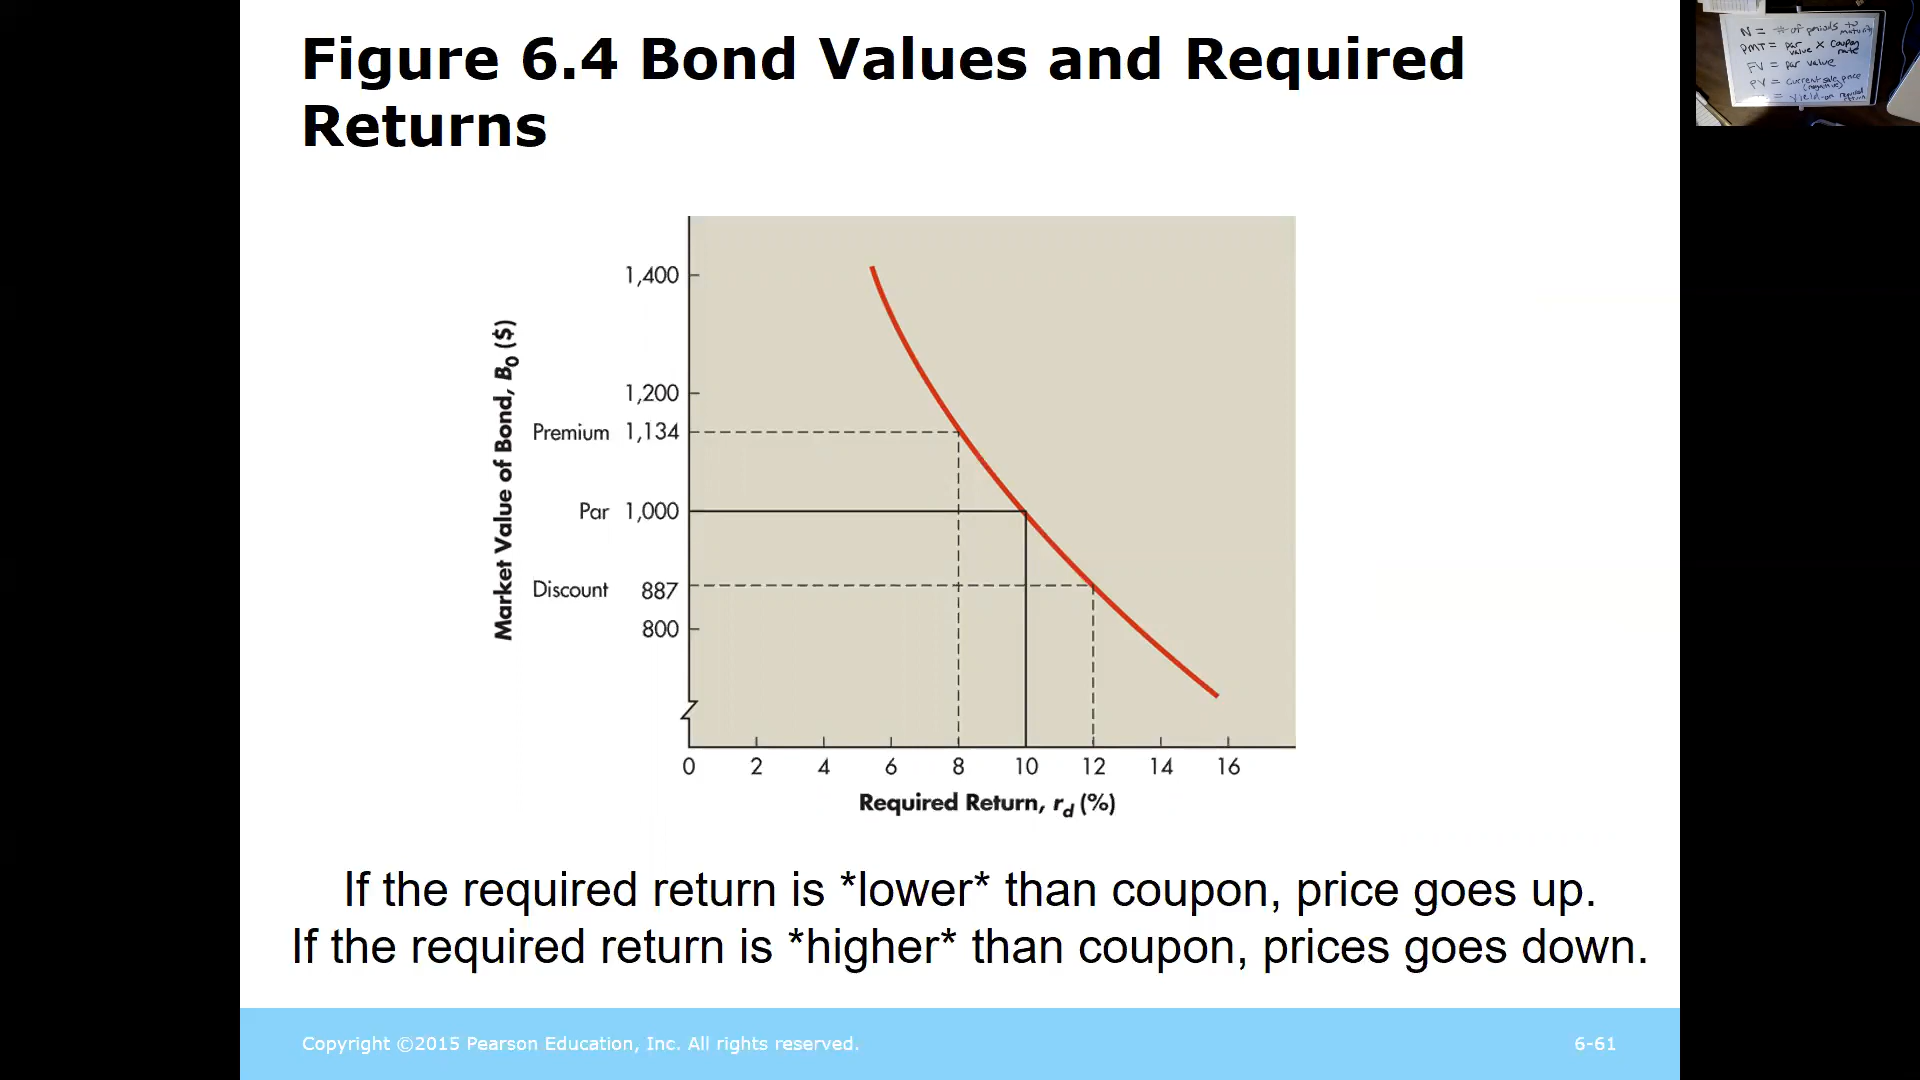 Figure 6.4 Bond Values and Required
Returns
N = # of periods to maturity
PMT = par value X coupon rate
FV = par value
PV = current sale price (negative)
= yield or required return
1,400
1,200
Premium 1,134
Par 1,000
Discount 887
800
Market Value of Bond, B0 ($)
0 2 4 6 8 10 12 14 16
Required Return, rd (%)
If the required return is *lower* than coupon, price goes up.
If the required return is *higher* than coupon, prices goes down.
Copyright ©2015 Pearson Education, Inc. All rights reserved.
6-61